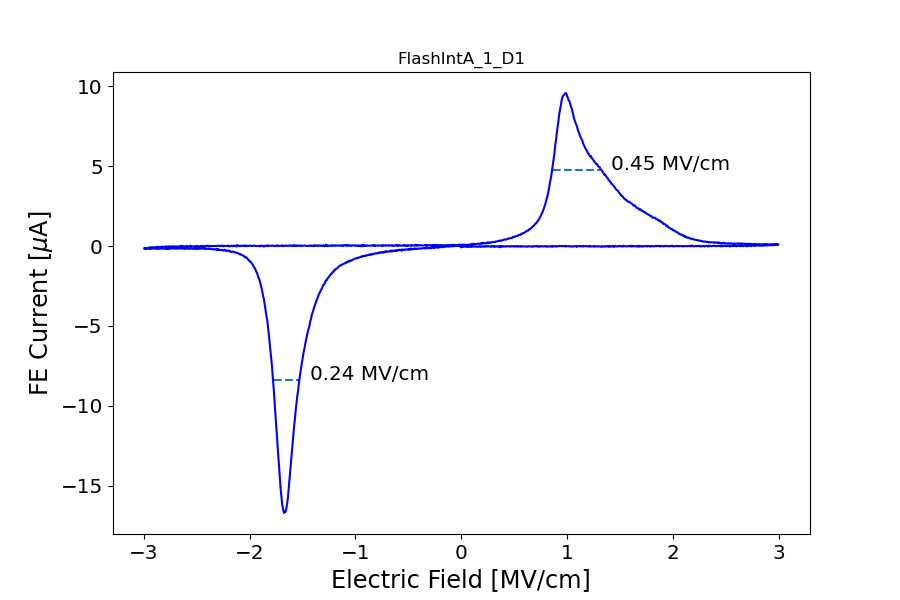 FlashIntA_1_D1
10
5
0
−5
−10
−15
FE Current [μA]
0.45 MV/cm
0.24 MV/cm
−3 −2 −1 0 1 2 3
Electric Field [MV/cm]